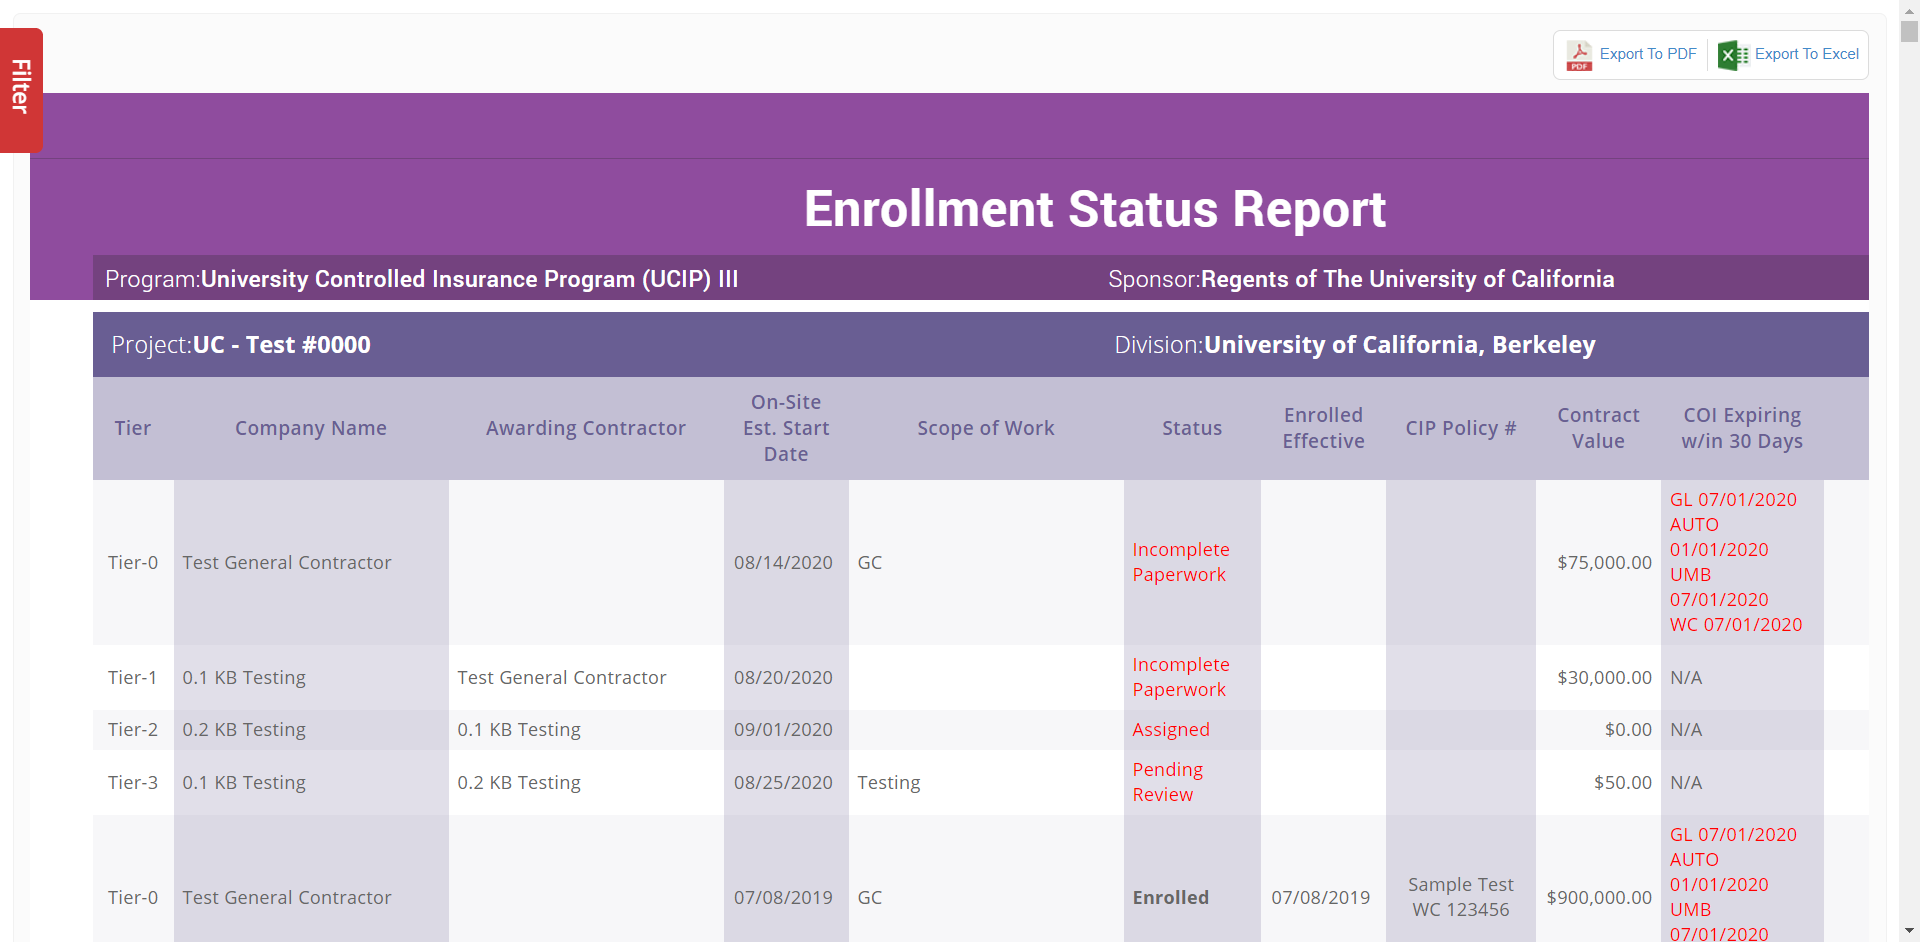 Filter
PDF Export To PDF Export To Excel
Enrollment Status Report
Program:University Controlled Insurance Program (UCIP) III Sponsor:Regents of The University of California
Project:UC - Test #0000 Division:University of California, Berkeley
Tier Company Name Awarding Contractor On-Site Est. Start Date Scope of Work Status Enrolled Effective CIP Policy # Contract Value COI Expiring w/in 30 Days
Tier-0 Test General Contractor 08/14/2020 GC Incomplete Paperwork $75,000.00 GL 07/01/2020 AUTO 01/01/2020 UMB 07/01/2020 WC 07/01/2020
Tier-1 0.1 KB Testing Test General Contractor 08/20/2020 Incomplete Paperwork $30,000.00 N/A
Tier-2 0.2 KB Testing 0.1 KB Testing 09/01/2020 Assigned $0.00 N/A
Tier-3 0.1 KB Testing 0.2 KB Testing 08/25/2020 Testing Pending Review $50.00 N/A
Tier-0 Test General Contractor 07/08/2019 GC Enrolled 07/08/2019 Sample Test WC 123456 $900,000.00 GL 07/01/2020 AUTO 01/01/2020 UMB 07/01/2020